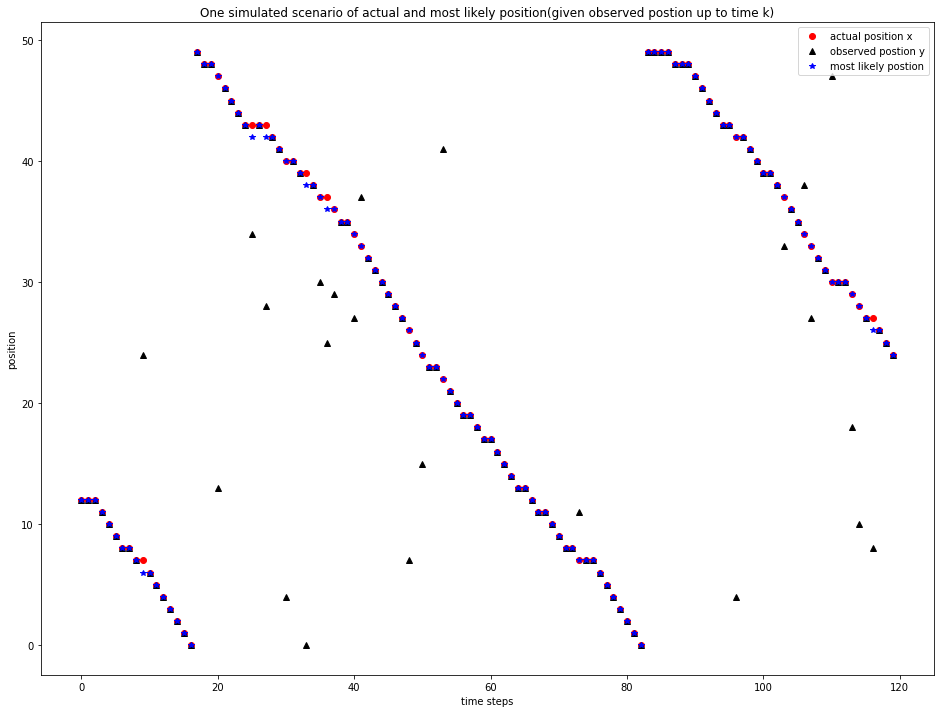 One simulated scenario of actual and most likely position(given observed postion up to time k)
actual position x
observed postion y
most likely postion
50
40
30
20
10
0
position
0
20
40
60
80
100
120
time steps